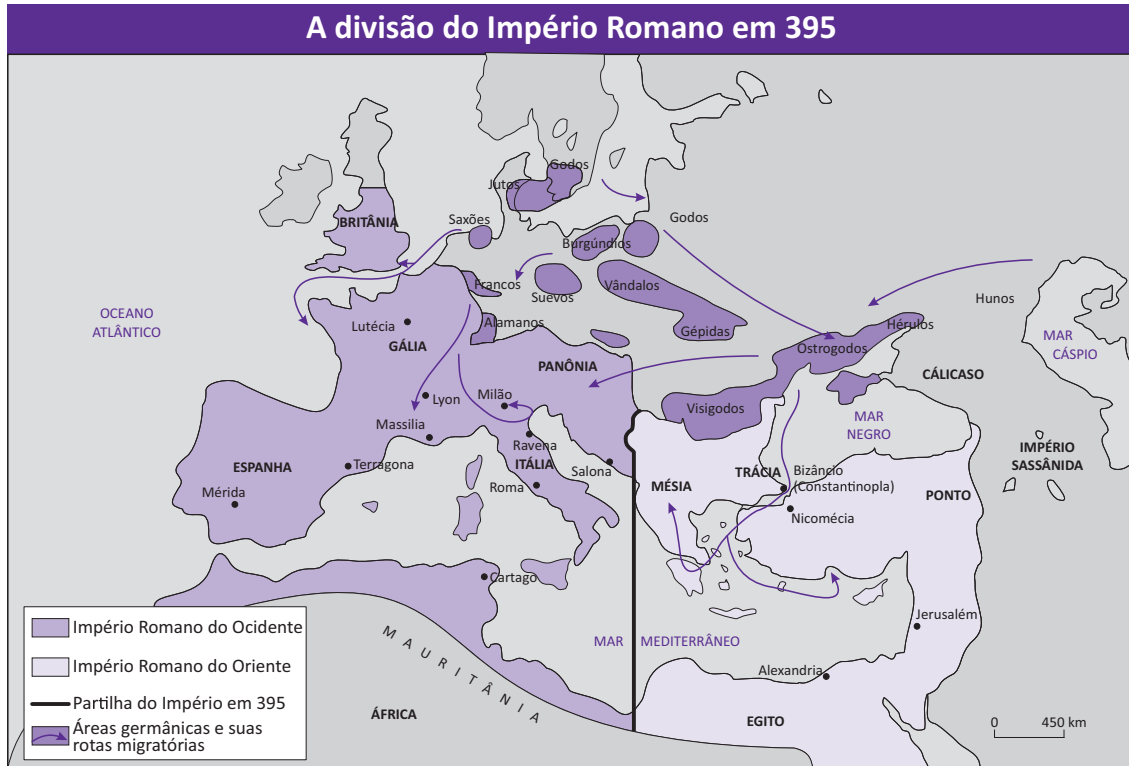 A divisão do Império Romano em 395
Godos
Jutos
BRITÂNIA
Saxões
Godos
Burgúndios
Francos
Suevos
Vândalos
Hunos
OCEANO
ATLÂNTICO
Lutécia
Alamanos
Gépidas
Hérulos
MAR
CÁSPIO
GÁLIA
Ostrogodos
PANÔNIA
CÁLICASO
Lyon
Milão
Visigodos
MAR
NEGRO
Massilia
Ravena
IMPÉRIO
SASSÂNIDA
ESPANHA
Terragona
ITÁLIA
Salona
TRÁCIA
Bizâncio
(Constantinopla)
Mérida
Roma
MÉSIA
PONTO
Nicomécia
Cartago
Jerusalém
MAR MEDITERRÂNEO
Alexandria
MAURITÂNIA
ÁFRICA
EGITO
0 450 km
Império Romano do Ocidente
Império Romano do Oriente
Partilha do Império em 395
Áreas germânicas e suas
rotas migratórias